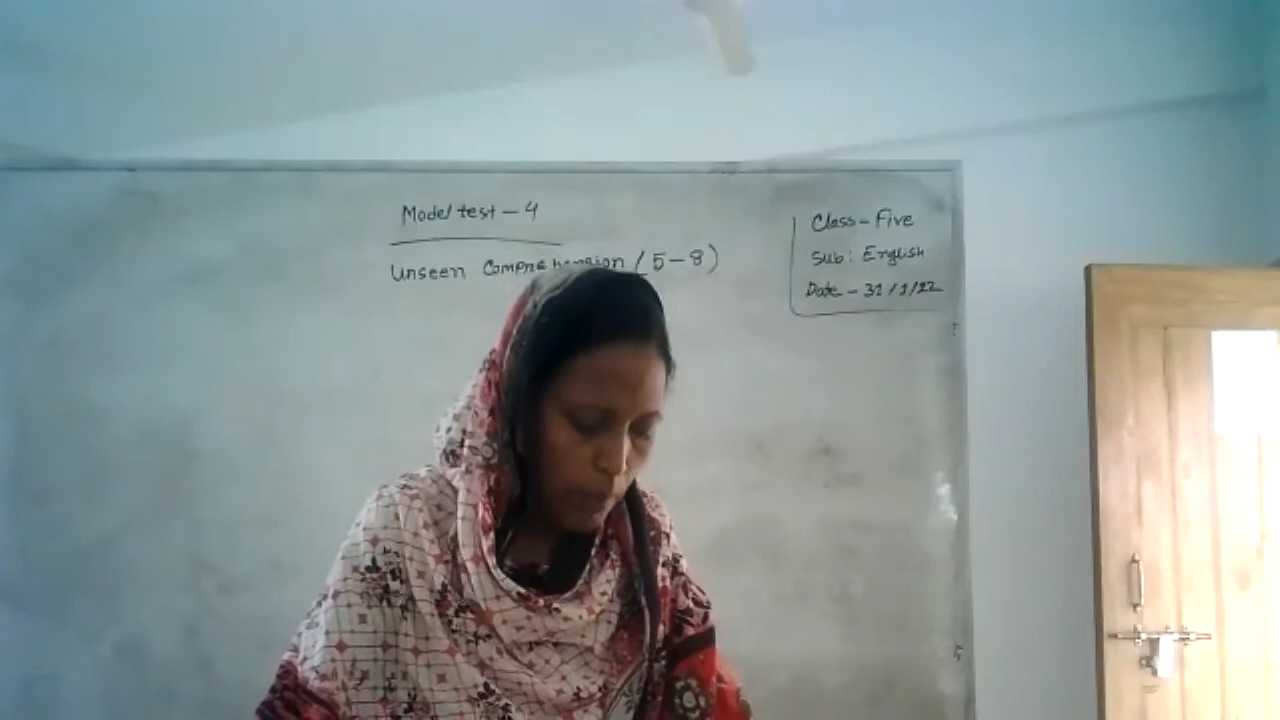 Model test - 4
Unseen Comprehension (5-8)
Class - Five
Sub: English
Date - 31/1/22